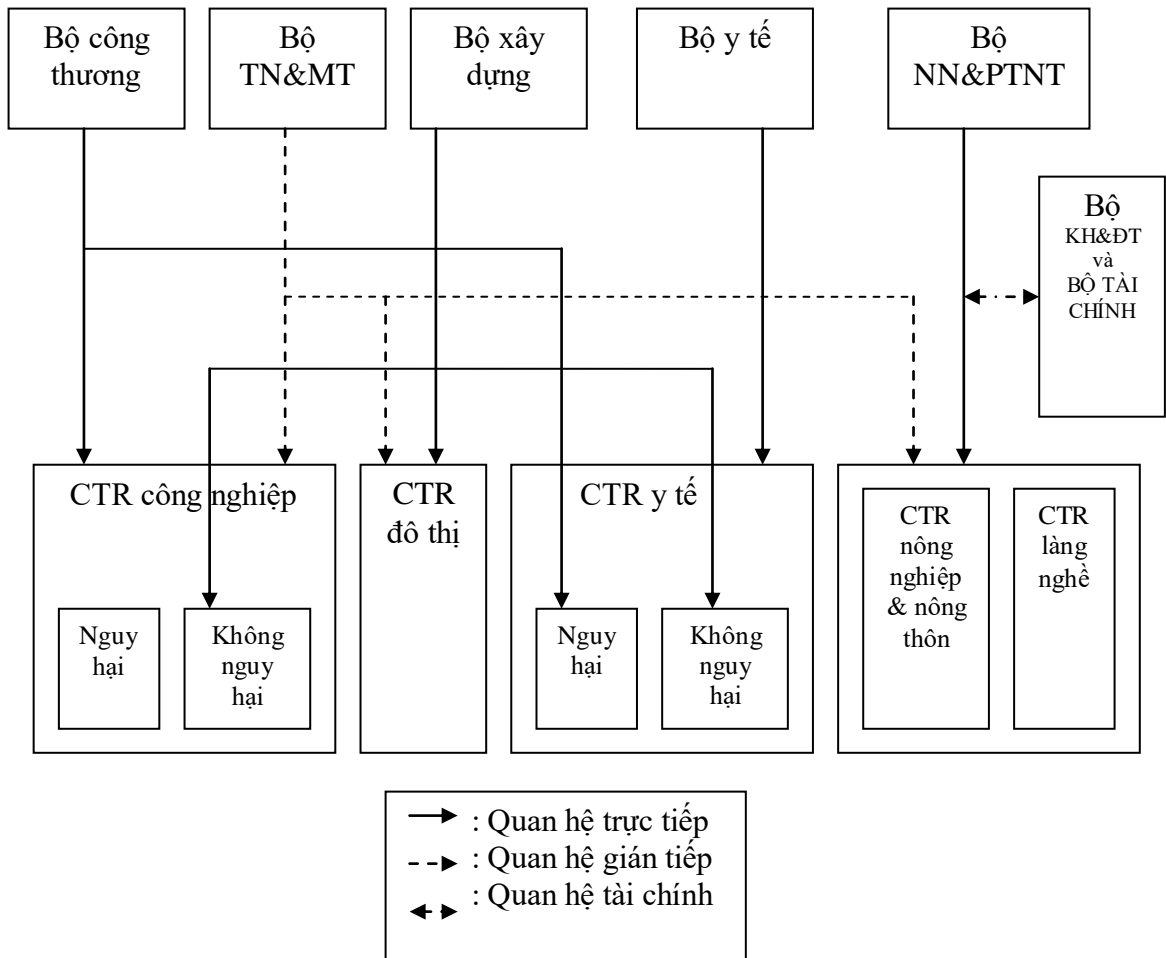 Bộ công
thương
Bộ
TN&MT
Bộ xây
dựng
Bộ y tế
Bộ
NN&PTNT
Bộ
KH&ĐT
và
BỘ TÀI
CHÍNH
CTR công nghiệp
Nguy
hại
Không
nguy
hại
CTR
đô thị
CTR y tế
Nguy
hại
Không
nguy
hại
CTR
nông
nghiệp
& nông
thôn
CTR
làng
nghề
: Quan hệ trực tiếp
: Quan hệ gián tiếp
: Quan hệ tài chính